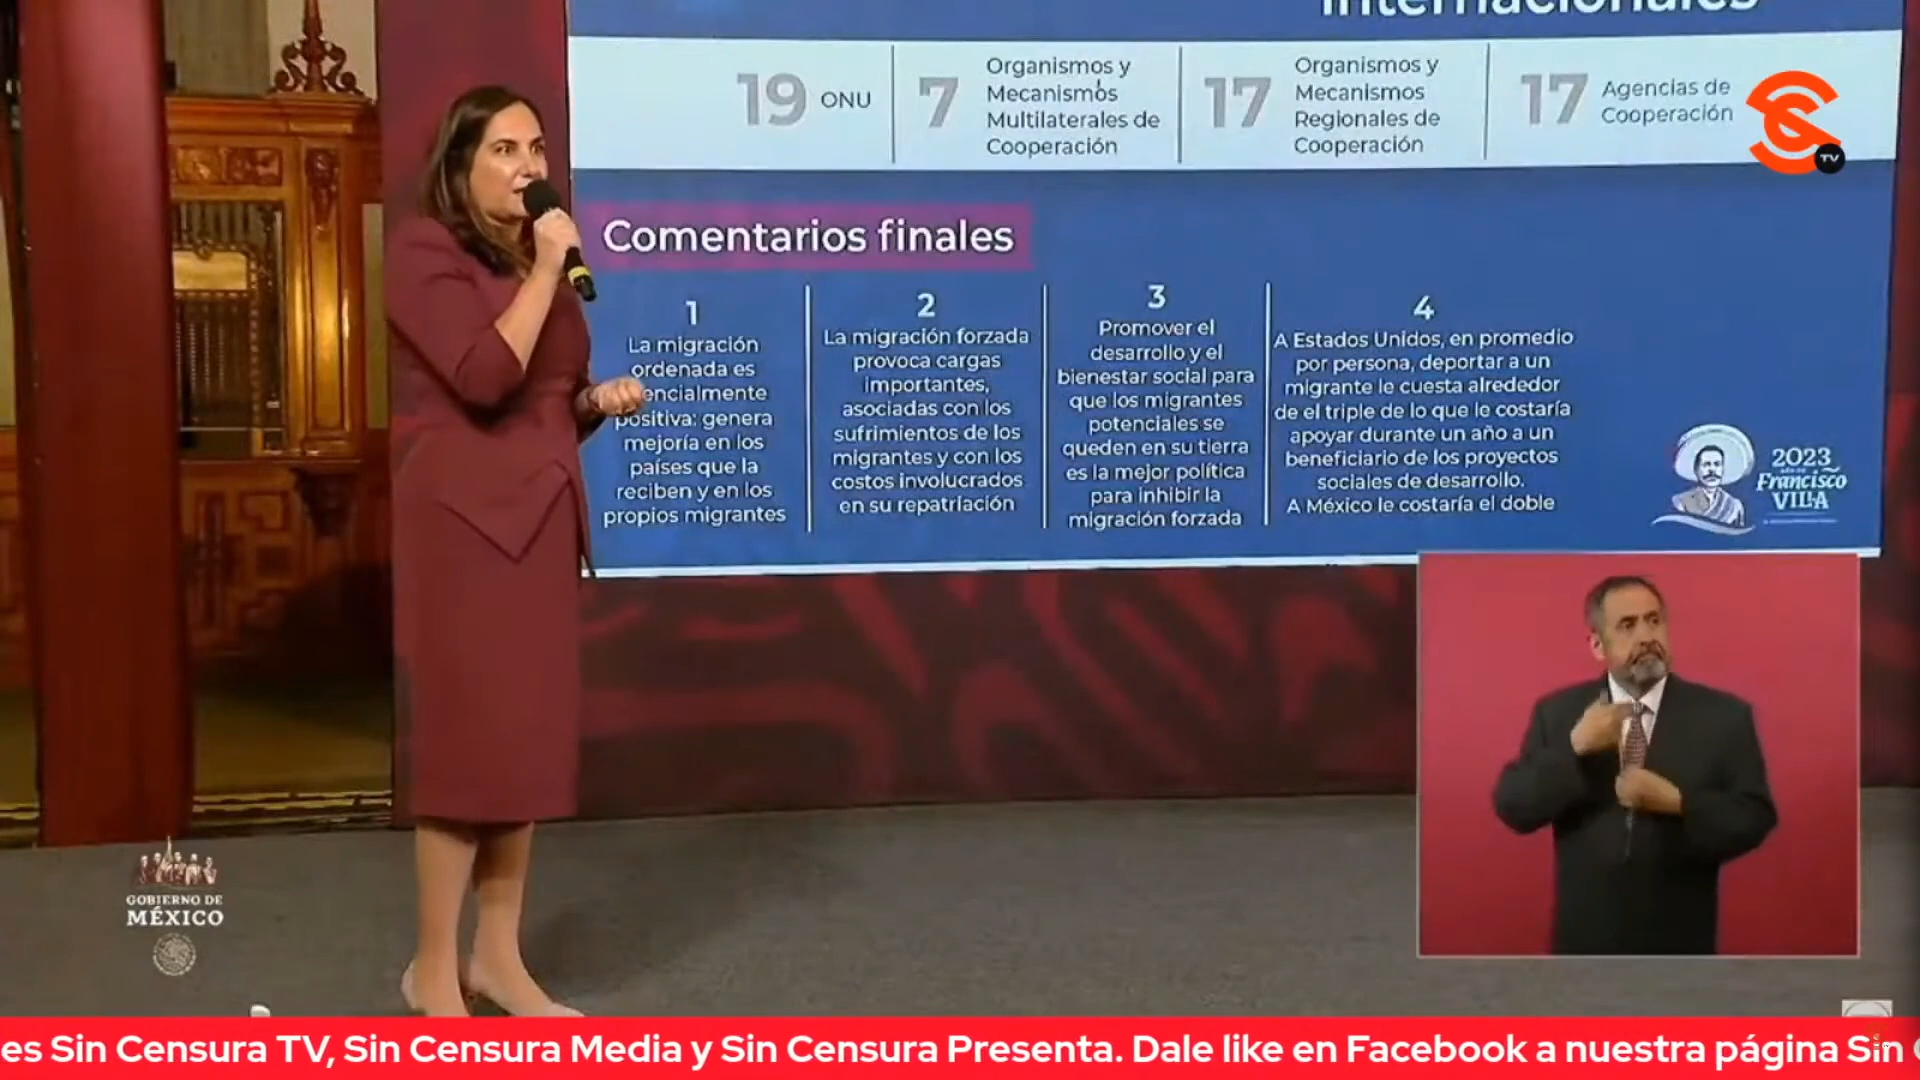 Internacionales
19 ONU
7 Organismos y
Mecanismos
Multilaterales de
Cooperación
17 Organismos y
Mecanismos
Regionales de
Cooperación
17 Agencias de
Cooperación
TV
Comentarios finales
1
La migración
ordenada es
encialmente
positiva: genera
mejoría en los
países que la
reciben y en los
propios migrantes
2
La migración forzada
provoca cargas
importantes,
asociadas con los
sufrimientos de los
migrantes y con los
costos involucrados
en su repatriación
3
Promover el
desarrollo y el
bienestar social para
que los migrantes
potenciales se
queden en su tierra
es la mejor política
para inhibir la
migración forzada
4
A Estados Unidos, en promedio
por persona, deportar a un
migrante le cuesta alrededor
de el triple de lo que le costaría
apoyar durante un año a un
beneficiario de los proyectos
sociales de desarrollo.
A México le costaría el doble
2023
Francisco
VILLA
GOBIERNO DE
MÉXICO
es Sin Censura TV, Sin Censura Media y Sin Censura Presenta. Dale like en Facebook a nuestra página Sin